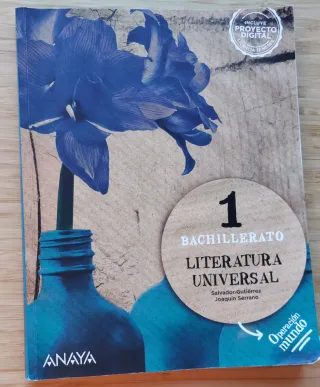 INCLUYE
PROYECTO
DIGITAL
1
BACHILLERATO
LITERATURA
UNIVERSAL
Salvador Gutiérrez
Joaquín Serrano
Operación
mundo
ANAYA